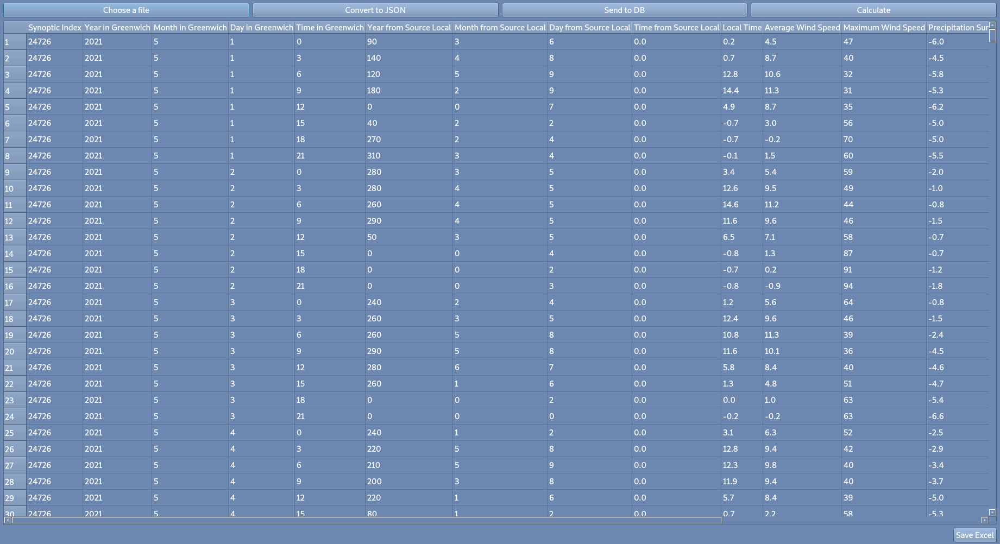 Choose a file Convert to JSON Send to DB Calculate
Synoptic Index Year in Greenwich Month in Greenwich Day in Greenwich Time in Greenwich Year from Source Local Month from Source Local Day from Source Local Time from Source Local Local Time Average Wind Speed Maximum Wind Speed Precipitation Sur
1 24726 2021 5 1 0 90 3 6 0.0 0.2 4.5 47 -6.0
2 24726 2021 5 1 3 140 4 8 0.0 0.7 8.7 40 -4.5
3 24726 2021 5 1 6 120 5 9 0.0 12.8 10.6 32 -5.8
4 24726 2021 5 1 9 180 2 9 0.0 14.4 11.3 31 -5.3
5 24726 2021 5 1 12 0 0 7 0.0 4.9 8.7 35 -6.2
6 24726 2021 5 1 15 40 2 2 0.0 -0.7 3.0 56 -5.0
7 24726 2021 5 1 18 270 2 4 0.0 -0.7 -0.2 70 -5.0
8 24726 2021 5 1 21 310 3 4 0.0 -0.1 1.5 60 -5.5
9 24726 2021 5 2 0 280 3 5 0.0 3.4 5.4 59 -2.0
10 24726 2021 5 2 3 280 4 5 0.0 12.6 9.5 49 -1.0
11 24726 2021 5 2 6 260 4 5 0.0 14.6 11.2 44 -0.8
12 24726 2021 5 2 9 290 4 5 0.0 11.6 9.6 46 -1.5
13 24726 2021 5 2 12 50 3 5 0.0 6.5 7.1 58 -0.7
14 24726 2021 5 2 15 0 0 4 0.0 -0.8 1.3 87 -0.7
15 24726 2021 5 2 18 0 0 2 0.0 -0.7 0.2 91 -1.2
16 24726 2021 5 2 21 0 0 3 0.0 -0.8 -0.9 94 -1.8
17 24726 2021 5 3 0 240 2 4 0.0 1.2 5.6 64 -0.8
18 24726 2021 5 3 3 260 3 5 0.0 12.4 9.6 46 -1.5
19 24726 2021 5 3 6 260 5 8 0.0 10.8 11.3 39 -2.4
20 24726 2021 5 3 9 290 5 8 0.0 11.6 10.1 36 -4.5
21 24726 2021 5 3 12 280 6 7 0.0 5.8 8.4 40 -4.6
22 24726 2021 5 3 15 260 1 6 0.0 1.3 4.8 51 -4.7
23 24726 2021 5 3 18 0 0 2 0.0 0.0 1.0 63 -5.4
24 24726 2021 5 3 21 0 0 0 0.0 -0.2 -0.2 63 -6.6
25 24726 2021 5 4 0 240 1 2 0.0 3.1 6.3 52 -2.5
26 24726 2021 5 4 3 220 5 8 0.0 12.8 9.4 42 -2.9
27 24726 2021 5 4 6 210 5 9 0.0 12.3 9.8 40 -3.4
28 24726 2021 5 4 9 200 3 8 0.0 11.9 9.4 40 -3.7
29 24726 2021 5 4 12 220 1 6 0.0 5.7 8.4 39 -5.0
30 24726 2021 5 4 15 80 1 2 0.0 0.7 2.2 58 -5.3
Save Excel